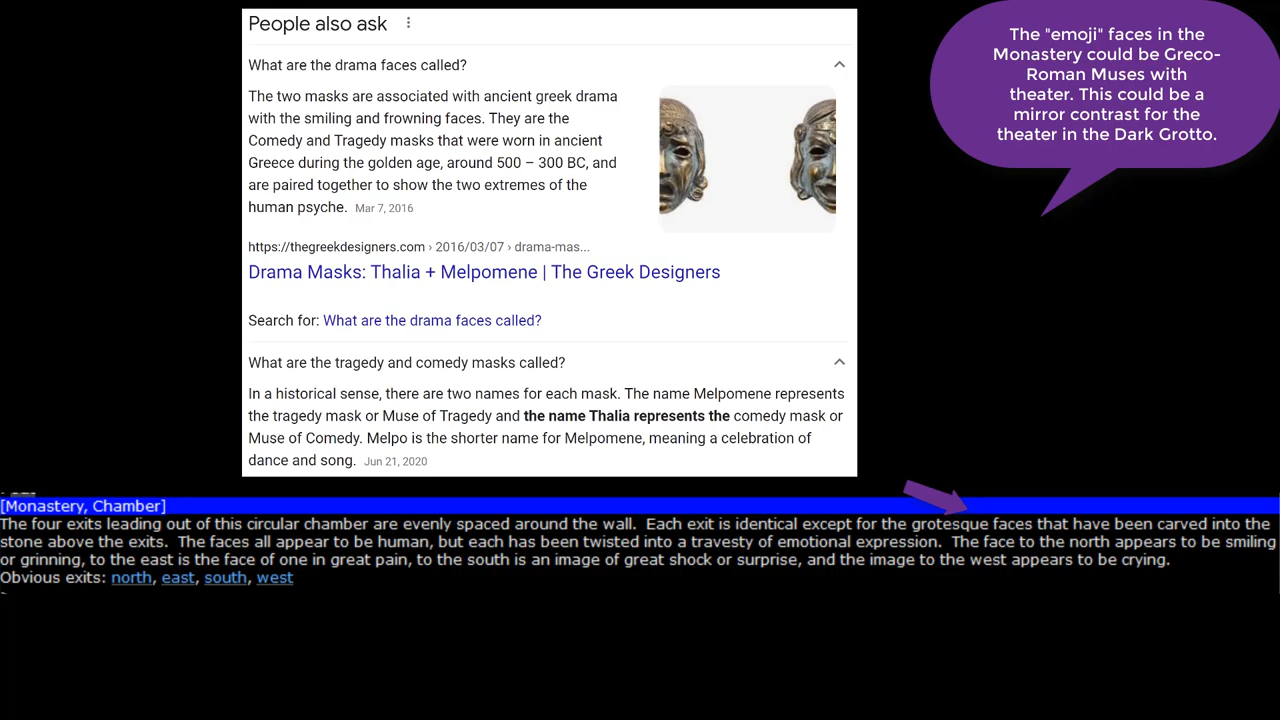 People also ask
The "emoji" faces in the
Monastery could be Greco-
Roman Muses with
theater. This could be a
mirror contrast for the
theater in the Dark Grotto.
What are the drama faces called?
The two masks are associated with ancient greek drama
with the smiling and frowning faces. They are the
Comedy and Tragedy masks that were worn in ancient
Greece during the golden age, around 500 – 300 BC, and
are paired together to show the two extremes of the
human psyche. Mar 7, 2016
https://thegreekdesigners.com › 2016/03/07 › drama-mas...
Drama Masks: Thalia + Melpomene | The Greek Designers
Search for: What are the drama faces called?
What are the tragedy and comedy masks called?
In a historical sense, there are two names for each mask. The name Melpomene represents
the tragedy mask or Muse of Tragedy and the name Thalia represents the comedy mask or
Muse of Comedy. Melpo is the shorter name for Melpomene, meaning a celebration of
dance and song. Jun 21, 2020
[Monastery, Chamber]
The four exits leading out of this circular chamber are evenly spaced around the wall. Each exit is identical except for the grotesque faces that have been carved into the
stone above the exits. The faces all appear to be human, but each has been twisted into a travesty of emotional expression. The face to the north appears to be smiling
or grinning, to the east is the face of one in great pain, to the south is an image of great shock or surprise, and the image to the west appears to be crying.
Obvious exits: north, east, south, west